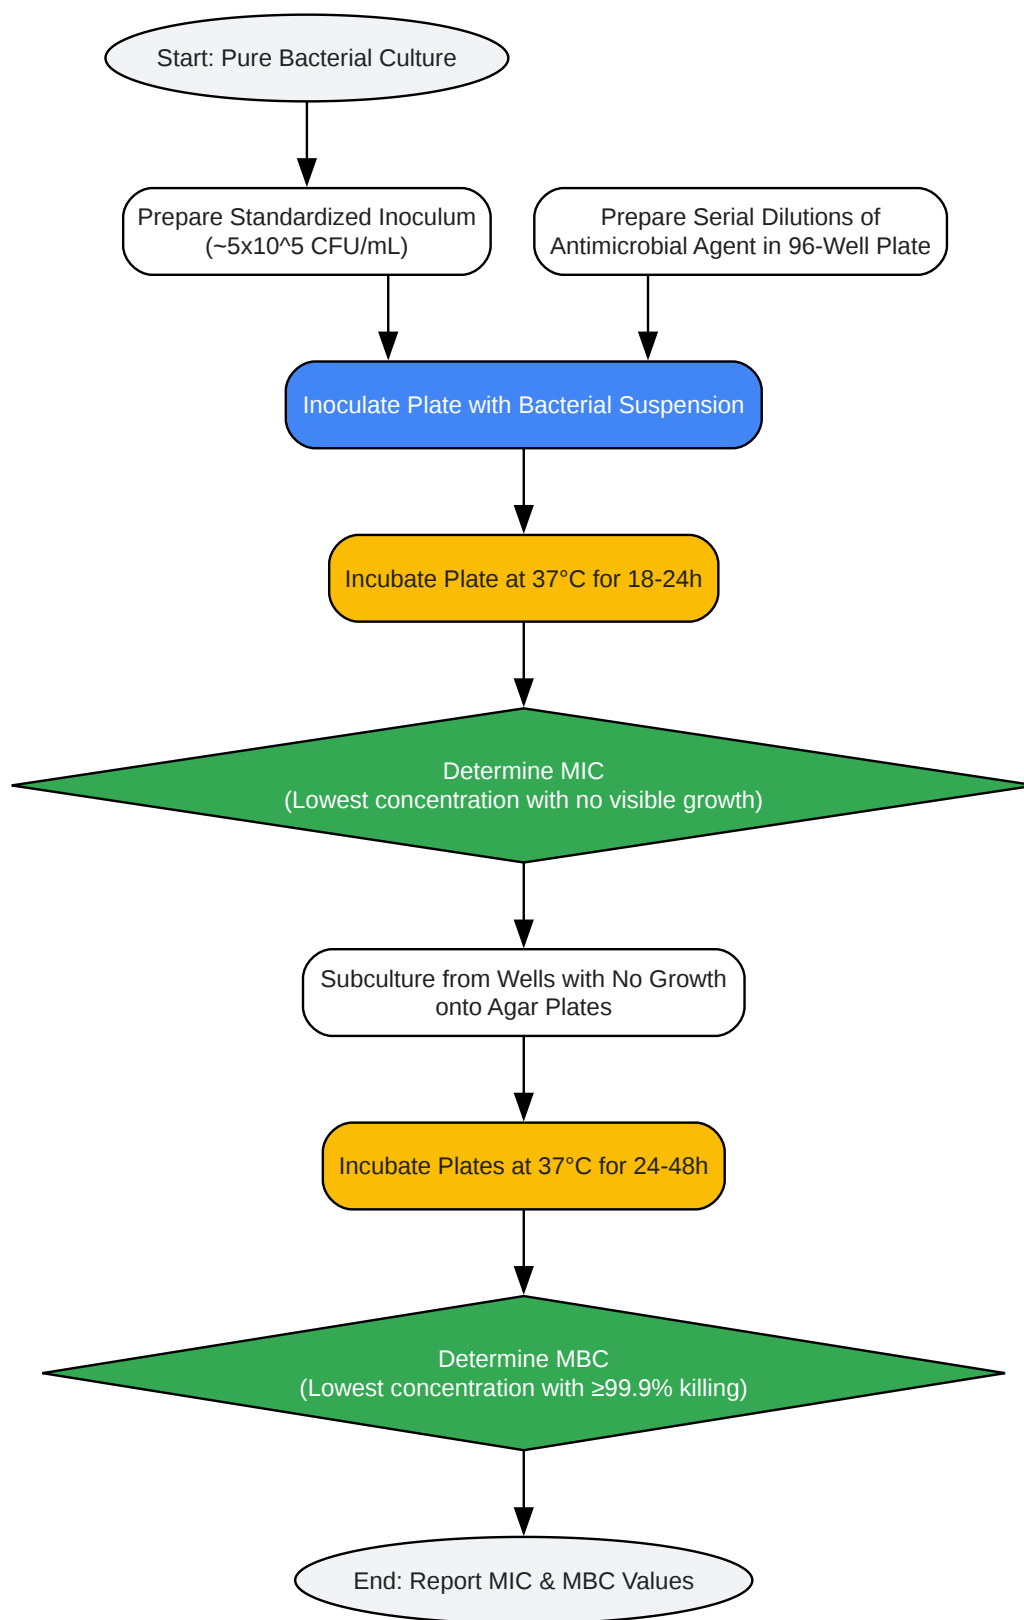 Start: Pure Bacterial Culture
Prepare Standardized Inoculum
(~5x10^5 CFU/mL)
Prepare Serial Dilutions of
Antimicrobial Agent in 96-Well Plate
Inoculate Plate with Bacterial Suspension
Incubate Plate at 37°C for 18-24h
Determine MIC
(Lowest concentration with no visible growth)
Subculture from Wells with No Growth
onto Agar Plates
Incubate Plates at 37°C for 24-48h
Determine MBC
(Lowest concentration with ≥99.9% killing)
End: Report MIC & MBC Values